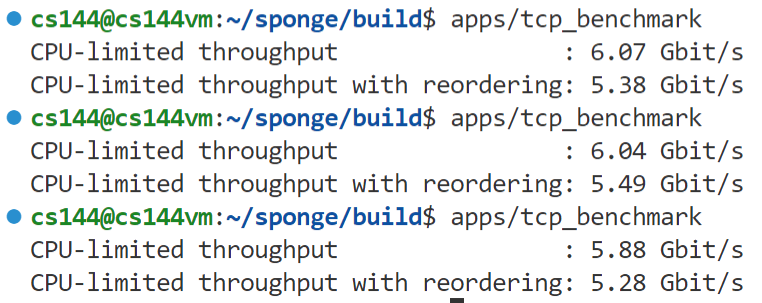 cs144@cs144vm:~/sponge/build$ apps/tcp_benchmark
CPU-limited throughput                : 6.07 Gbit/s
CPU-limited throughput with reordering: 5.38 Gbit/s
cs144@cs144vm:~/sponge/build$ apps/tcp_benchmark
CPU-limited throughput                : 6.04 Gbit/s
CPU-limited throughput with reordering: 5.49 Gbit/s
cs144@cs144vm:~/sponge/build$ apps/tcp_benchmark
CPU-limited throughput                : 5.88 Gbit/s
CPU-limited throughput with reordering: 5.28 Gbit/s